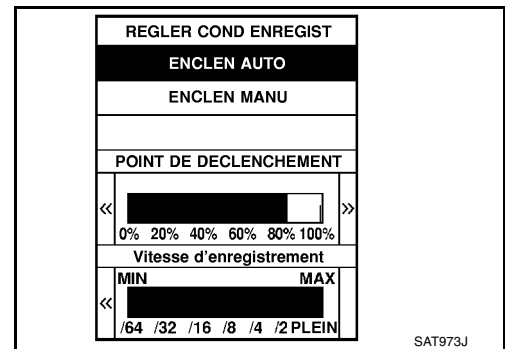 REGLER COND ENREGIST
ENCLEN AUTO
ENCLEN MANU
POINT DE DECLENCHEMENT
« »
0% 20% 40% 60% 80% 100%
Vitesse d'enregistrement
MIN MAX
«
/64 /32 /16 /8 /4 /2 PLEIN
SAT973J